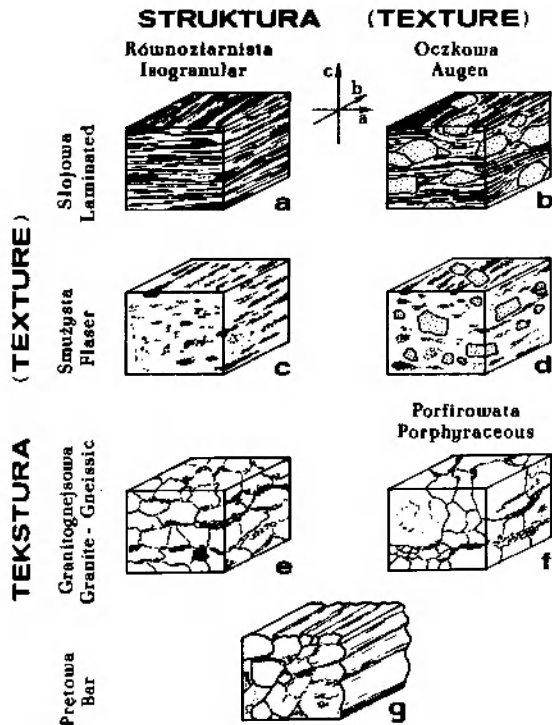 STRUKTURA (TEXTURE)
Równoziarnista
Isogranular
Oczkowa
Augen
c
b
a
TEKSTURA (TEXTURE)
Słojowa
Laminated
a
b
Smużysta
Flaser
c
d
Porfirowata
Porphyraceous
Granitognejsowa
Granite - Gneissic
e
f
Prętowa
Bar
g